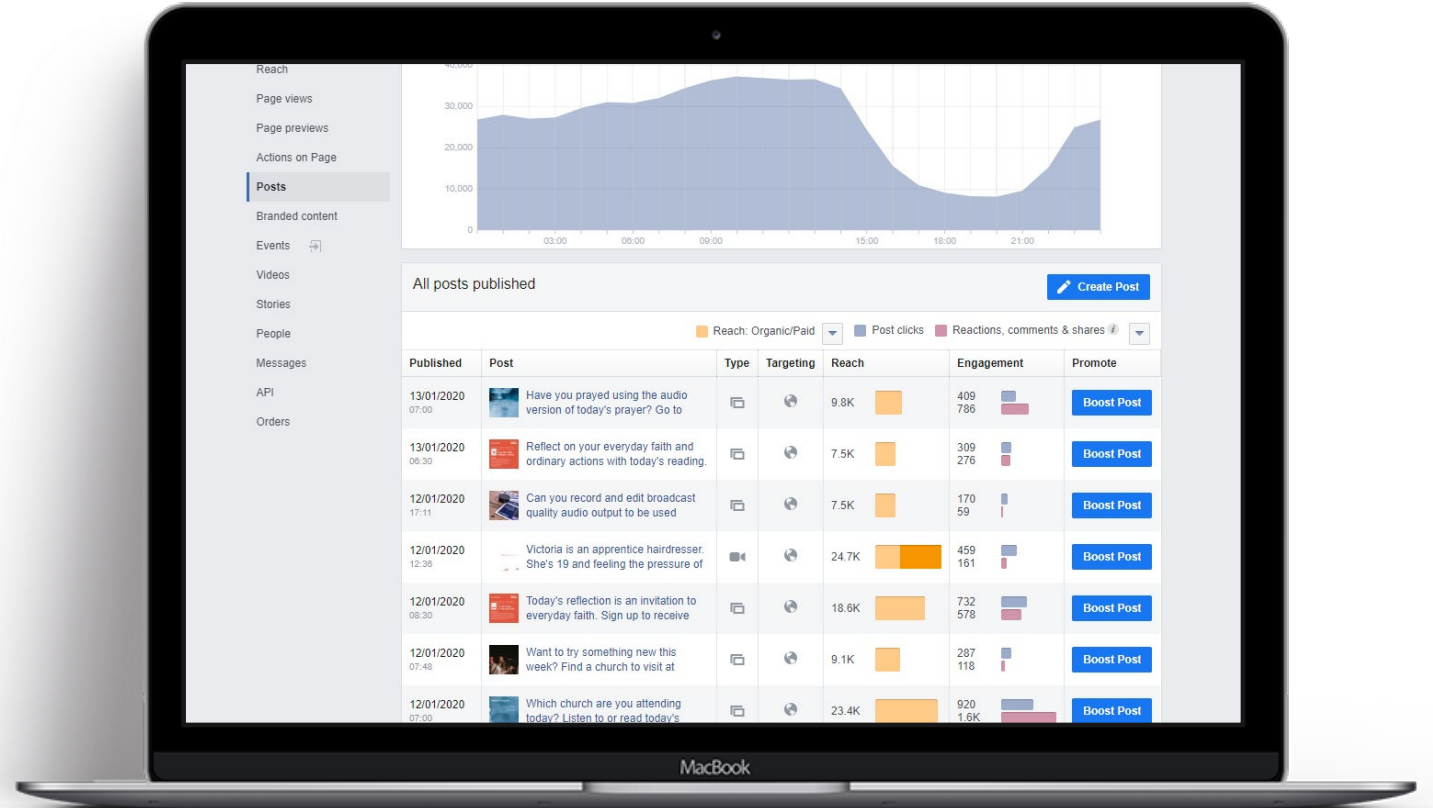 Reach
Page views
Page previews
Actions on Page
Posts
Branded content
Events
Videos
Stories
People
Messages
API
Orders
40,000
30,000
20,000
10,000
0
03:00 06:00 09:00 15:00 18:00 21:00
All posts published
Create Post
Reach: Organic/Paid Post clicks Reactions, comments & shares i
Published Post Type Targeting Reach Engagement Promote
13/01/2020 Have you prayed using the audio 409
07:00 version of today's prayer? Go to 9.8K 786 Boost Post
13/01/2020 Reflect on your everyday faith and 309
06:30 ordinary actions with today's reading. 7.5K 276 Boost Post
12/01/2020 Can you record and edit broadcast 170
17:11 quality audio output to be used 7.5K 59 Boost Post
12/01/2020 Victoria is an apprentice hairdresser. 459
12:36 She's 19 and feeling the pressure of 24.7K 161 Boost Post
12/01/2020 Today's reflection is an invitation to 732
08:30 everyday faith. Sign up to receive 18.6K 578 Boost Post
12/01/2020 Want to try something new this 287
07:48 week? Find a church to visit at 9.1K 118 Boost Post
12/01/2020 Which church are you attending 920
07:00 today? Listen to or read today's 23.4K 1.6K Boost Post
MacBook